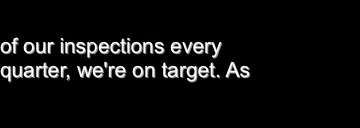 of our inspections every
quarter, we're on target. As